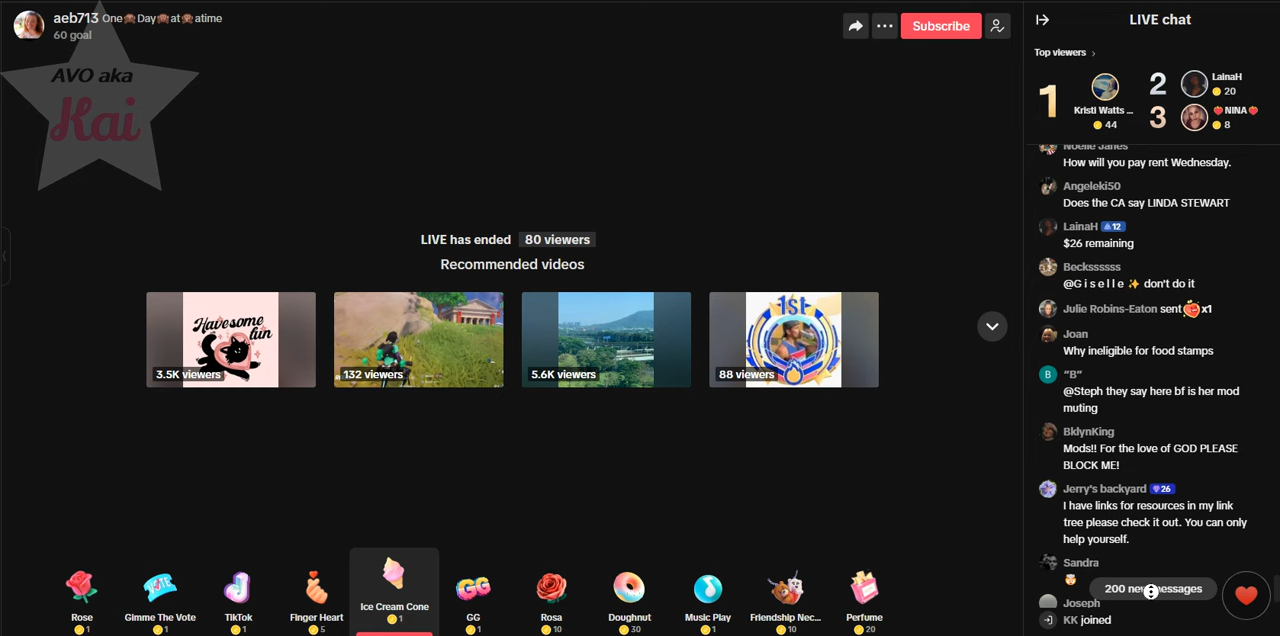 aeb713 One🙈Day🙈at🙈atime
60 goal
AVO aka
Kai
Subscribe
LIVE has ended 80 viewers
Recommended videos
Have some fun
3.5K viewers
132 viewers
5.6K viewers
1st
88 viewers
Rose
1
Gimme The Vote
1
TikTok
1
Finger Heart
5
Ice Cream Cone
1
GG
GG
1
Rosa
10
Doughnut
30
Music Play
1
Friendship Nec...
10
Perfume
20
LIVE chat
Top viewers >
1
Kristi Watts ...
44
2
LainaH
20
3
🍓NINA🍓
8
Noelle Janes
How will you pay rent Wednesday.
Angeleki50
Does the CA say LINDA STEWART
LainaH 12
$26 remaining
Becksssss
@G i s e l l e ✨ don't do it
Julie Robins-Eaton sent x1
Joan
Why ineligible for food stamps
B "B"
@Steph they say here bf is her mod
muting
BklynKing
Mods!! For the love of GOD PLEASE
BLOCK ME!
Jerry's backyard 26
I have links for resources in my link
tree please check it out. You can only
help yourself.
Sandra
🤯
200 new messages
Joseph
KK joined